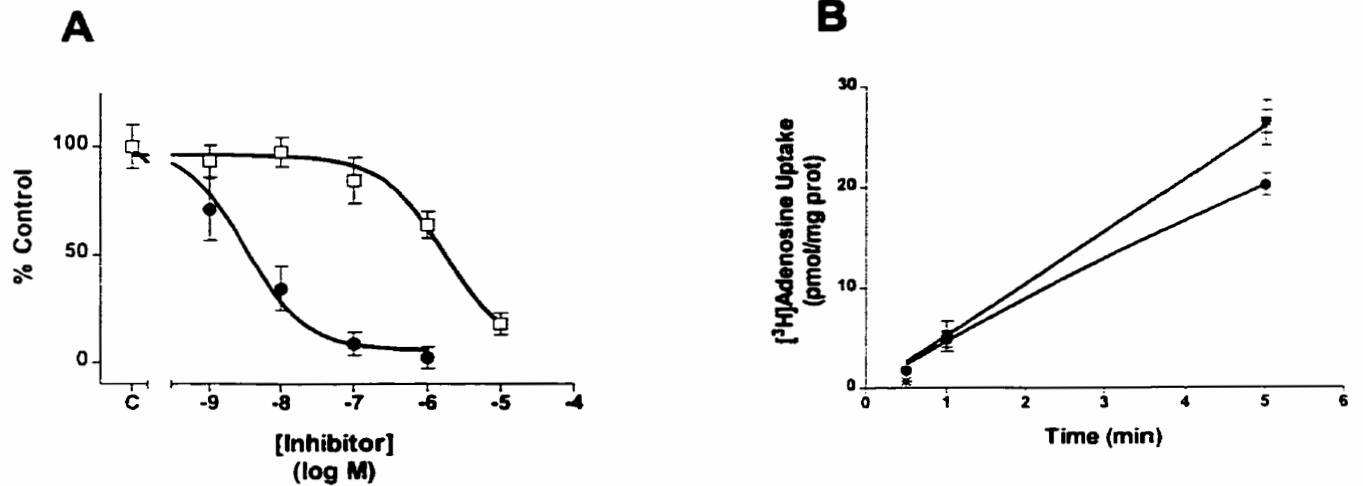 A
% Control
100
50
0
C
-9
-8
-7
-6
-5
-4
[Inhibitor]
(log M)
B
[³H]Adenosine Uptake
(pmol/mg prot)
30
20
10
0
*
0
1
2
3
4
5
6
Time (min)